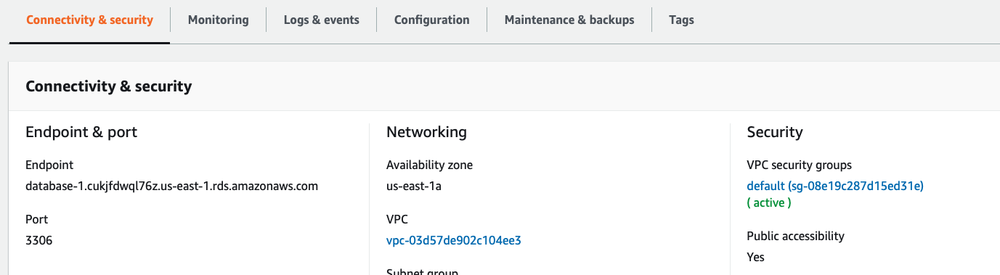 Connectivity & security
Monitoring
Logs & events
Configuration
Maintenance & backups
Tags
Connectivity & security
Endpoint & port
Endpoint
database-1.cukjfdwql76z.us-east-1.rds.amazonaws.com
Port
3306
Networking
Availability zone
us-east-1a
VPC
vpc-03d57de902c104ee3
Subnet group
Security
VPC security groups
default (sg-08e19c287d15ed31e)
( active )
Public accessibility
Yes